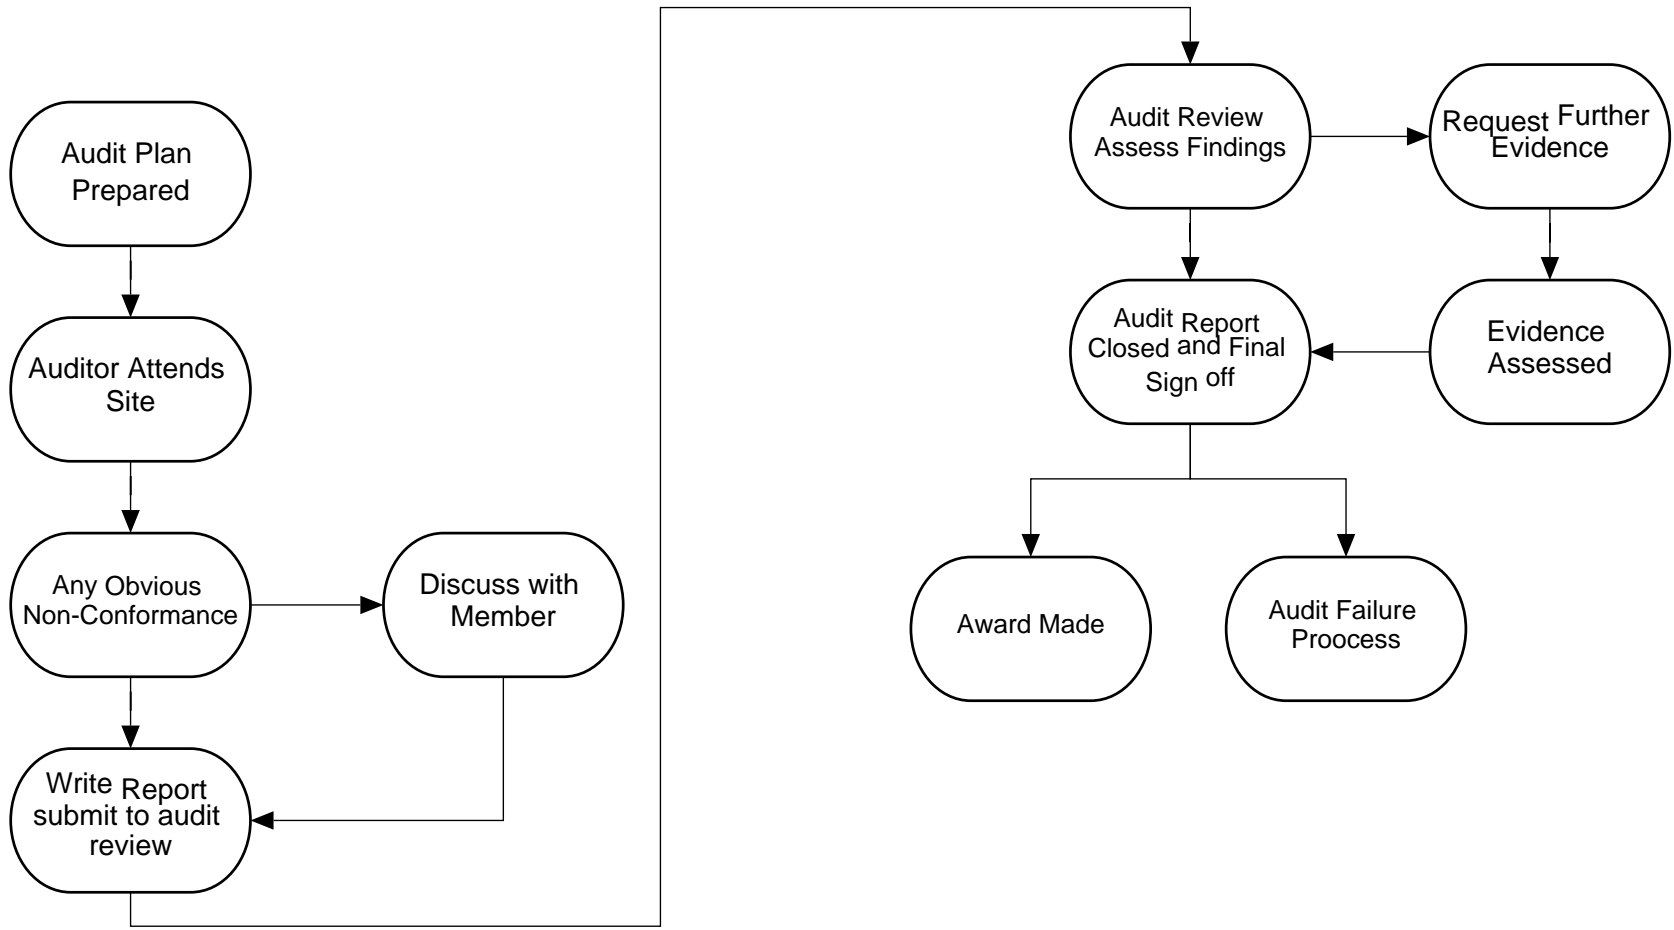 Audit Plan
Prepared
Auditor Attends
Site
Any Obvious
Non-Conformance
Discuss with
Member
Write Report
submit to audit
review
Audit Review
Assess Findings
Request Further
Evidence
Audit Report
Closed and Final
Sign off
Evidence
Assessed
Award Made
Audit Failure
Proocess